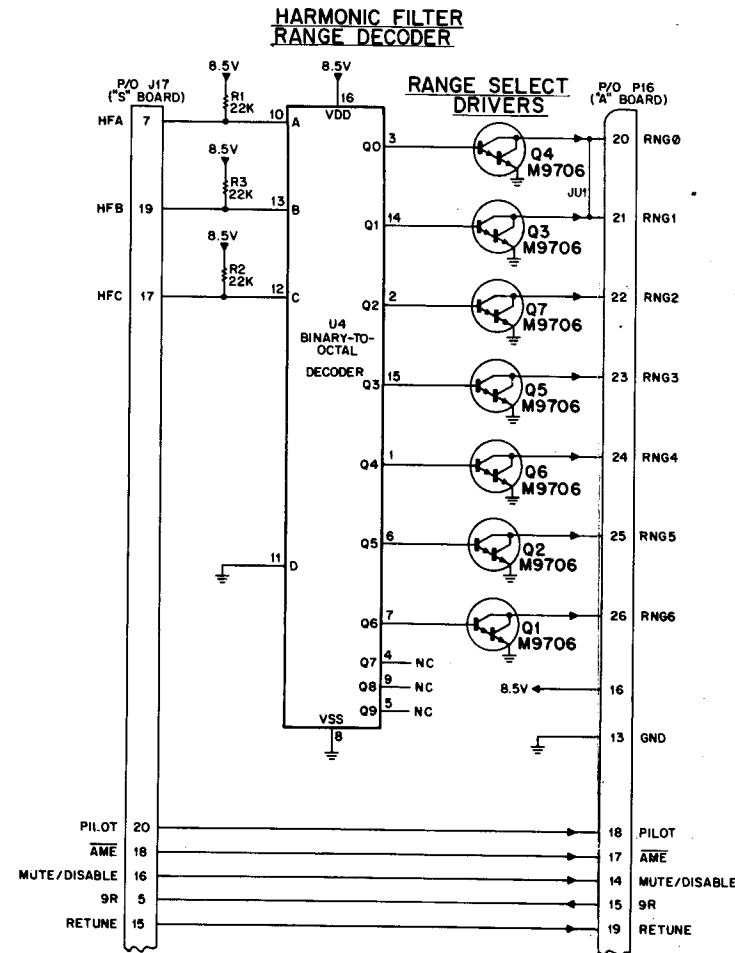 HARMONIC FILTER
RANGE DECODER
P/O J17
("S" BOARD)
8.5V
R1
22K
8.5V
16
VDD
RANGE SELECT
DRIVERS
P/O P16
("A" BOARD)
HFA 7
10 A
Q0 3
Q4
M9706
20 RNGØ
JU1
8.5V
R3
22K
HFB 19
13 B
Q1 14
Q3
M9706
21 RNG1
8.5V
R2
22K
HFC 17
12 C
Q2 2
Q7
M9706
22 RNG2
U4
BINARY-TO-
OCTAL
DECODER
Q3 15
Q5
M9706
23 RNG3
Q4 1
Q6
M9706
24 RNG4
11 D
Q5 6
Q2
M9706
25 RNG5
Q6 7
Q1
M9706
26 RNG6
Q7 4 NC
Q8 9 NC
Q9 5 NC
8.5V 16
VSS
8
13 GND
PILOT 20
18 PILOT
AME 18
17 AME
MUTE/DISABLE 16
14 MUTE/DISABLE
9R 5
15 9R
RETUNE 15
19 RETUNE